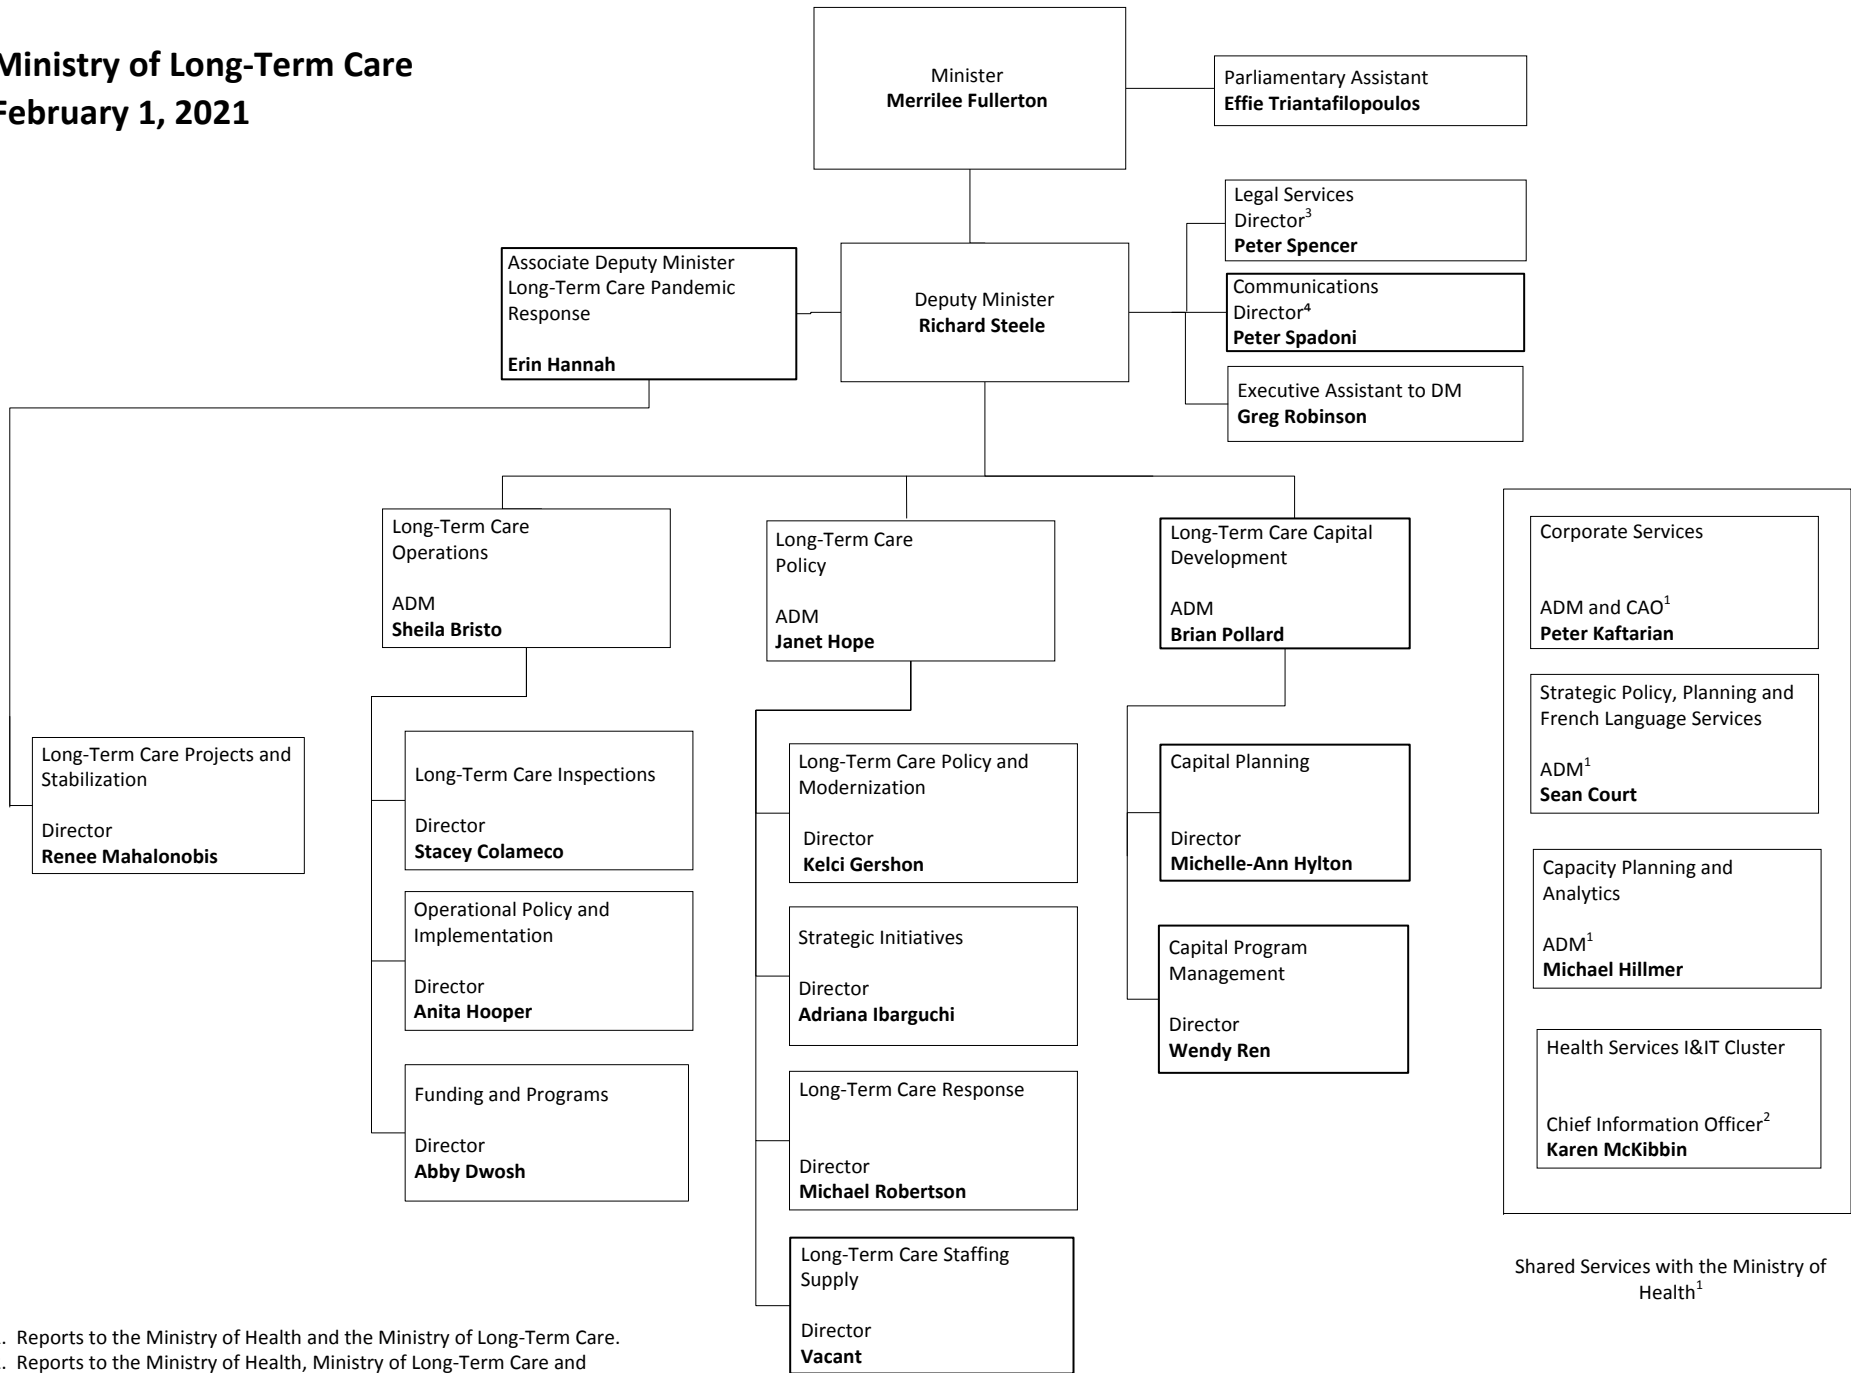 Ministry of Long-Term Care
February 1, 2021
Minister
Merrilee Fullerton
Parliamentary Assistant
Effie Triantafilopoulos
Legal Services
Director³
Peter Spencer
Associate Deputy Minister
Long-Term Care Pandemic
Response
Erin Hannah
Deputy Minister
Richard Steele
Communications
Director⁴
Peter Spadoni
Executive Assistant to DM
Greg Robinson
Long-Term Care
Operations
ADM
Sheila Bristo
Long-Term Care
Policy
ADM
Janet Hope
Long-Term Care Capital
Development
ADM
Brian Pollard
Corporate Services
ADM and CAO¹
Peter Kaftarian
Strategic Policy, Planning and
French Language Services
ADM¹
Sean Court
Capacity Planning and
Analytics
ADM¹
Michael Hillmer
Health Services I&IT Cluster
Chief Information Officer²
Karen McKibbin
Shared Services with the Ministry of
Health¹
Long-Term Care Projects and
Stabilization
Director
Renee Mahalonobis
Long-Term Care Inspections
Director
Stacey Colameco
Operational Policy and
Implementation
Director
Anita Hooper
Funding and Programs
Director
Abby Dwosh
Long-Term Care Policy and
Modernization
Director
Kelci Gershon
Strategic Initiatives
Director
Adriana Ibarguchi
Long-Term Care Response
Director
Michael Robertson
Long-Term Care Staffing
Supply
Director
Vacant
Capital Planning
Director
Michelle-Ann Hylton
Capital Program
Management
Director
Wendy Ren
. Reports to the Ministry of Health and the Ministry of Long-Term Care.
. Reports to the Ministry of Health, Ministry of Long-Term Care and